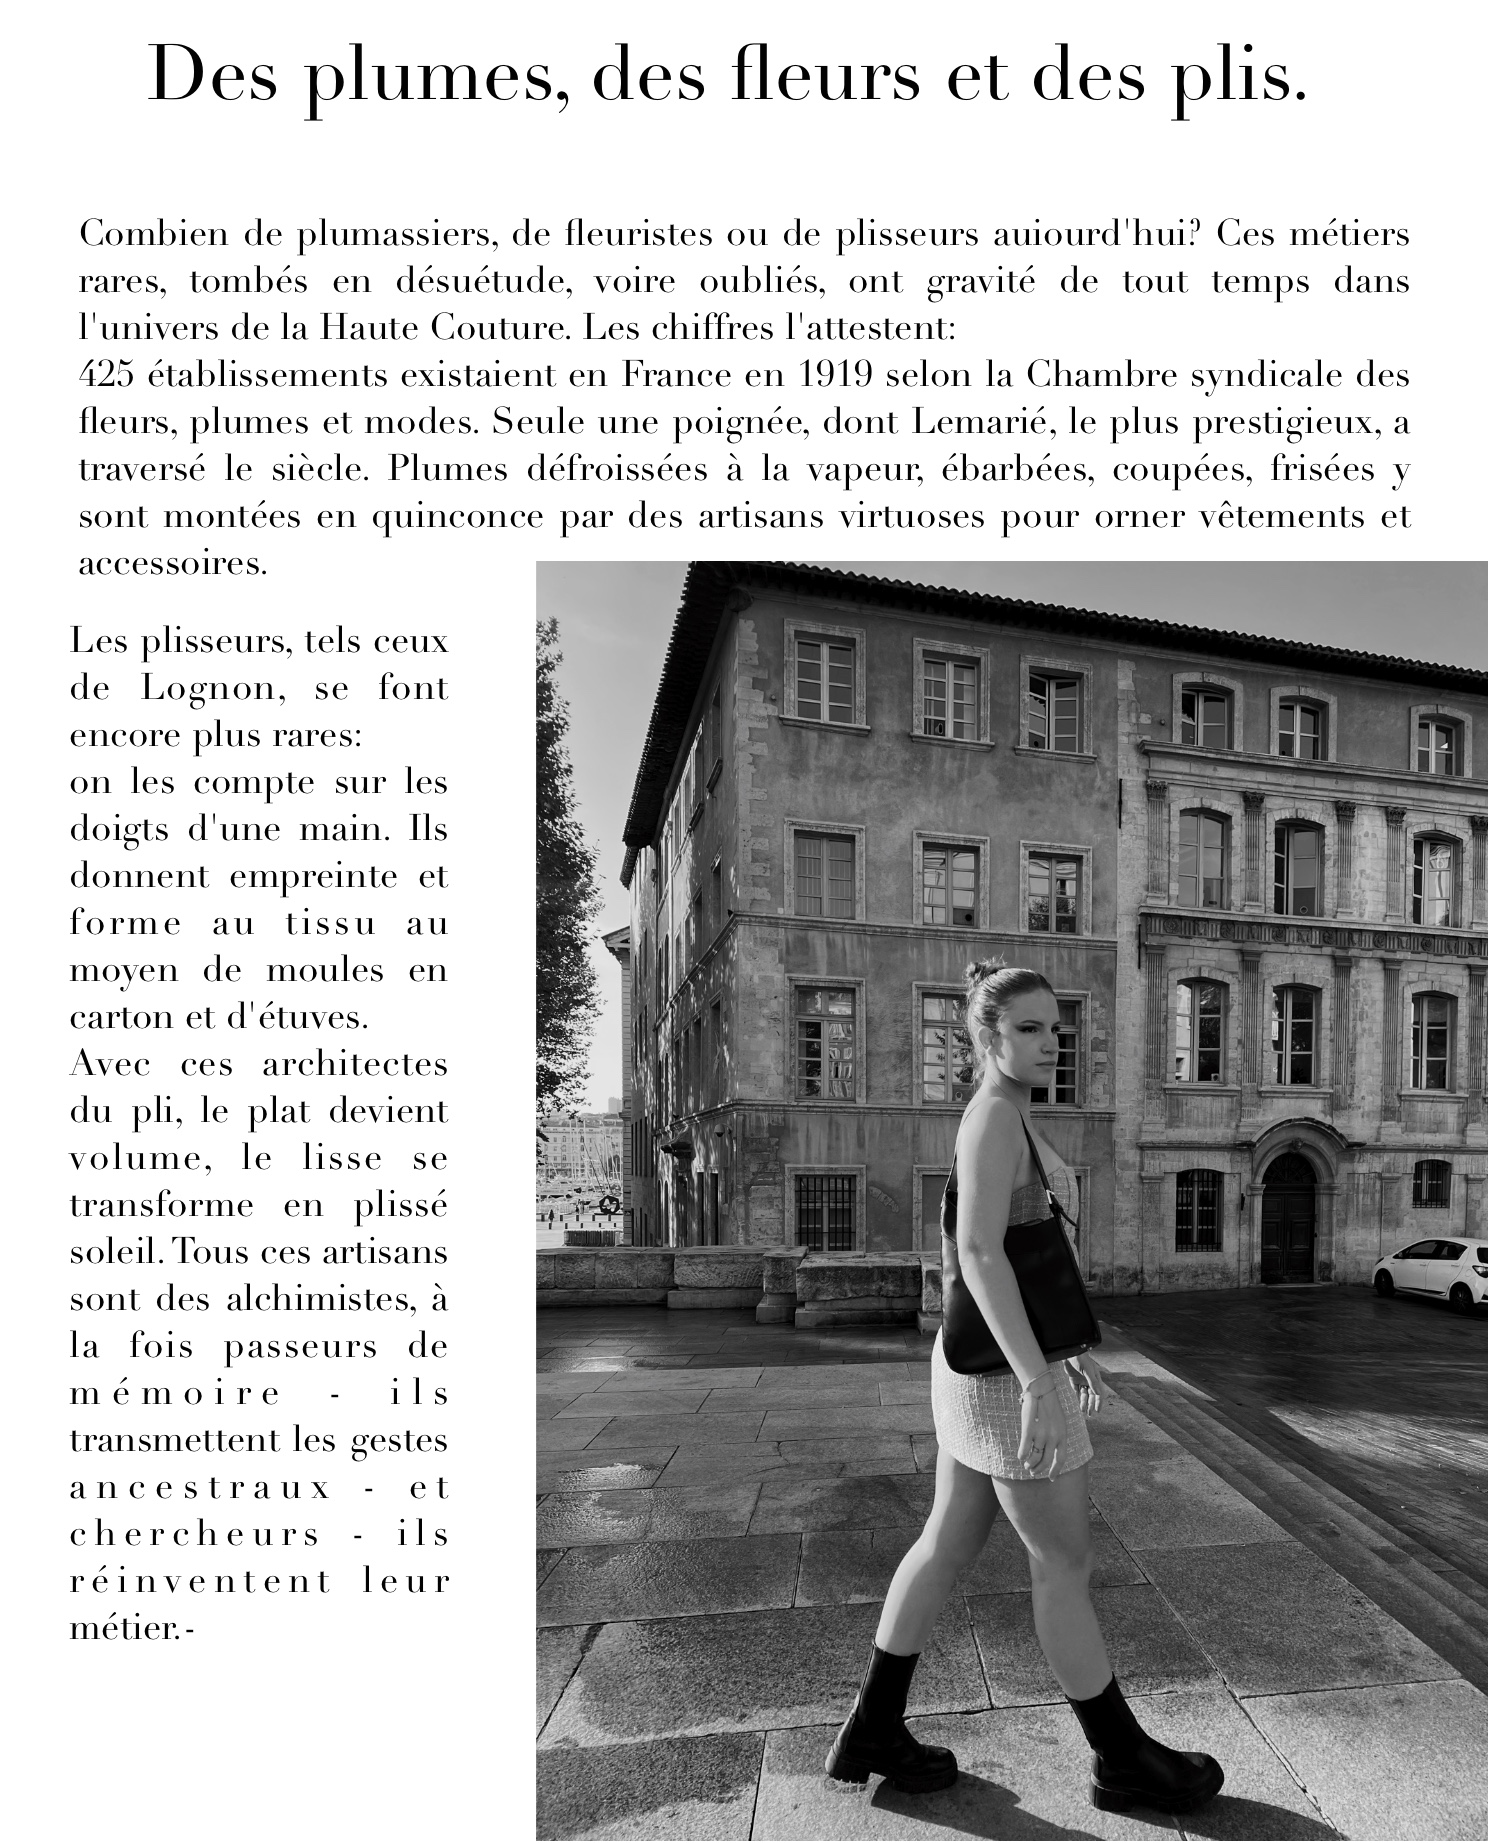 Des plumes, des fleurs et des plis.
Combien de plumassiers, de fleuristes ou de plisseurs auiourd'hui? Ces métiers
rares, tombés en désuétude, voire oubliés, ont gravité de tout temps dans
l'univers de la Haute Couture. Les chiffres l'attestent:
425 établissements existaient en France en 1919 selon la Chambre syndicale des
fleurs, plumes et modes. Seule une poignée, dont Lemarié, le plus prestigieux, a
traversé le siècle. Plumes défroissées à la vapeur, ébarbées, coupées, frisées y
sont montées en quinconce par des artisans virtuoses pour orner vêtements et
accessoires.
Les plisseurs, tels ceux
de Lognon, se font
encore plus rares:
on les compte sur les
doigts d'une main. Ils
donnent empreinte et
forme au tissu au
moyen de moules en
carton et d'étuves.
Avec ces architectes
du pli, le plat devient
volume, le lisse se
transforme en plissé
soleil. Tous ces artisans
sont des alchimistes, à
la fois passeurs de
mémoire - ils
transmettent les gestes
ancestraux - et
chercheurs - ils
réinventent leur
métier.-